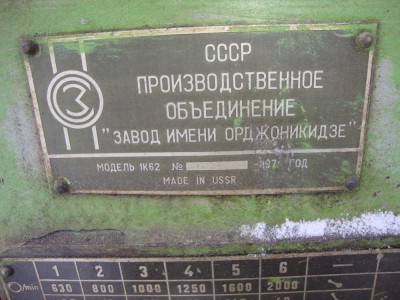 СССР
ПРОИЗВОДСТВЕННОЕ
ОБЪЕДИНЕНИЕ
"ЗАВОД ИМЕНИ ОРДЖОНИКИДЗЕ"
МОДЕЛЬ 1К62 № 197 ГОД
MADE IN USSR
1 2 3 4 5 6 —
/min 630 800 1000 1250 1600 2000